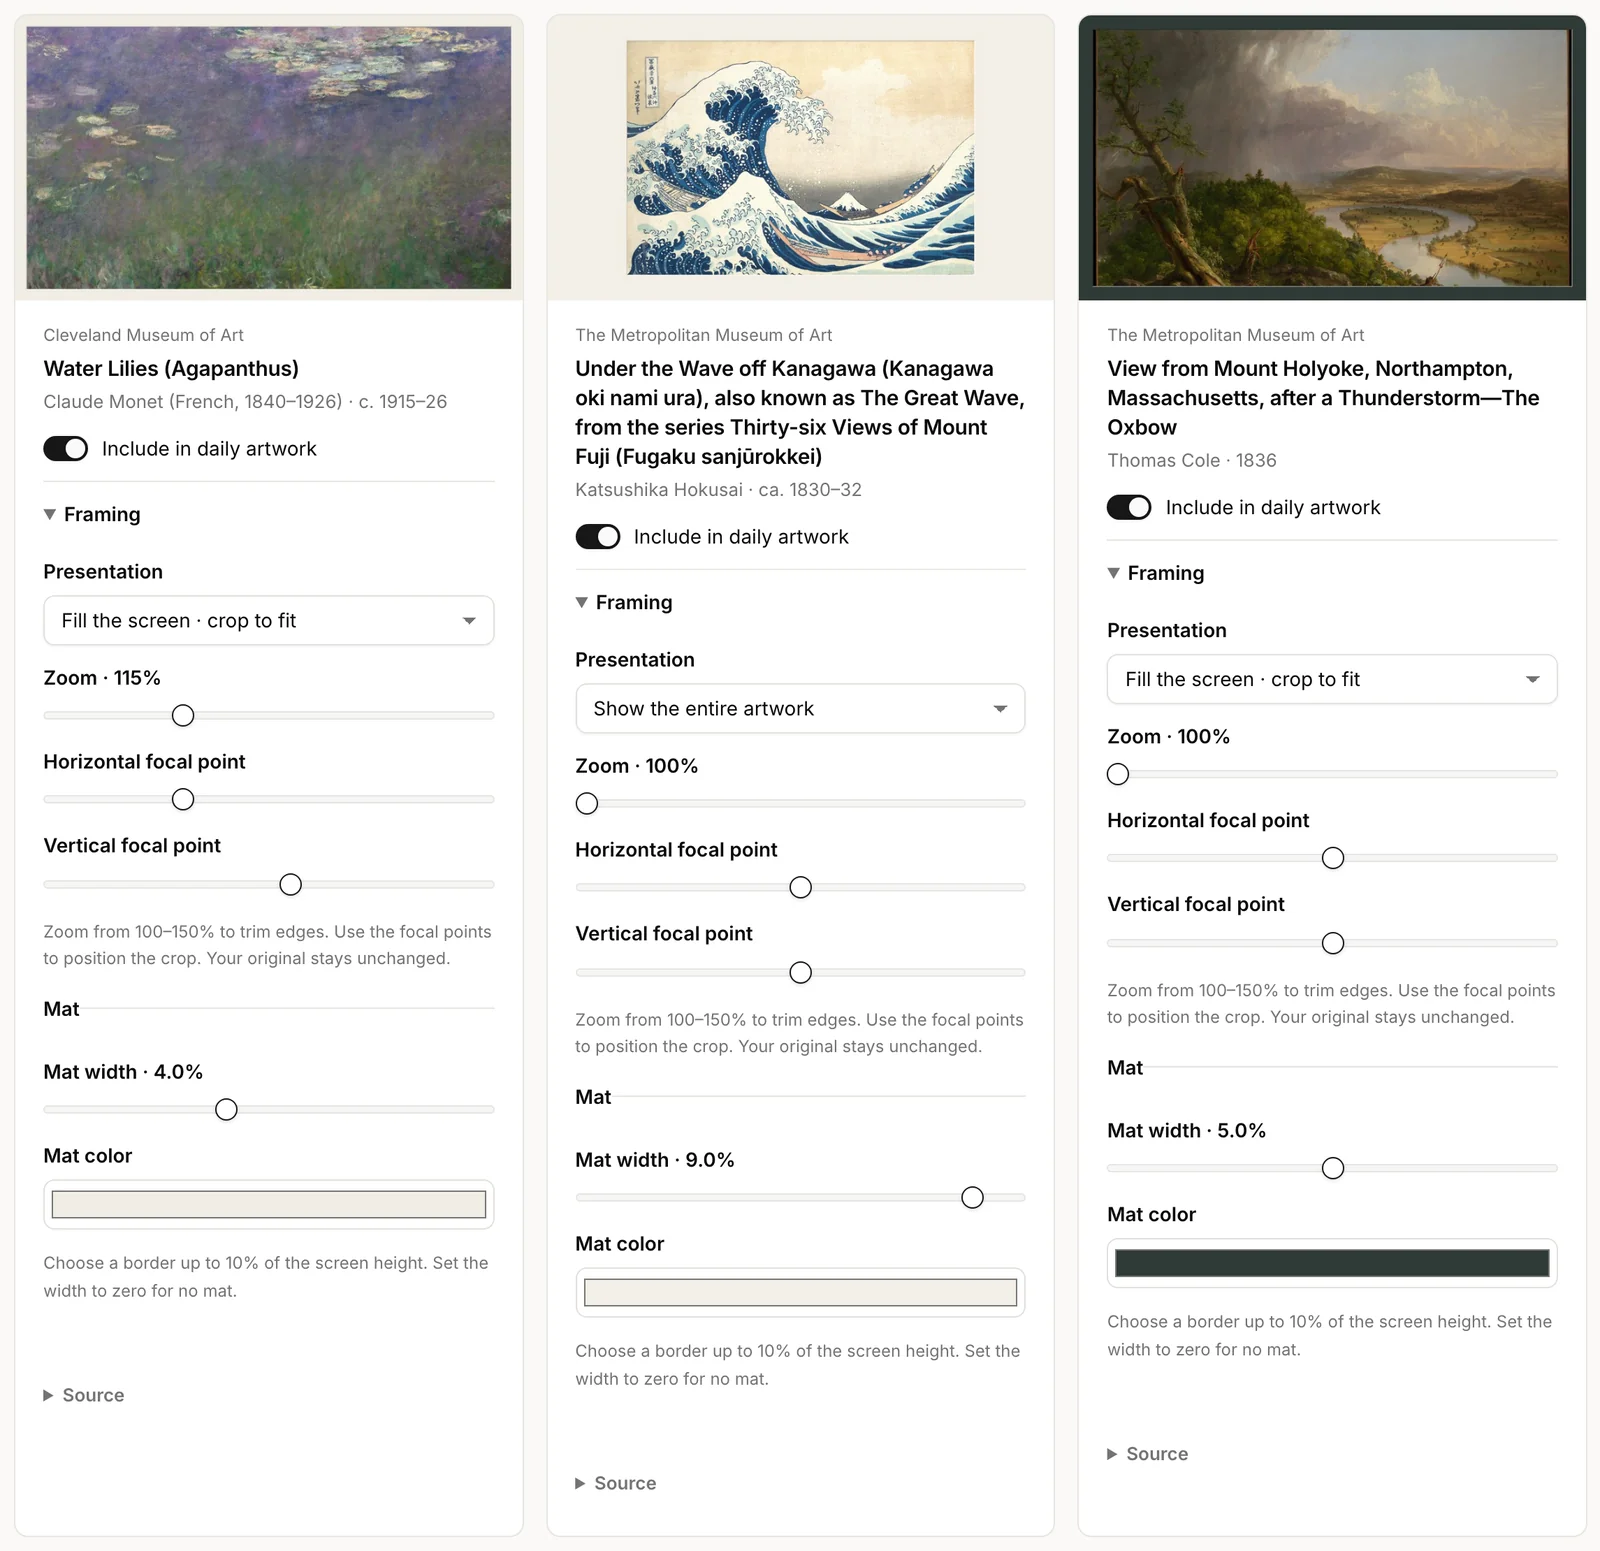 Cleveland Museum of Art
Water Lilies (Agapanthus)
Claude Monet (French, 1840–1926) · c. 1915–26
Include in daily artwork
Framing
Presentation
Fill the screen · crop to fit
Zoom · 115%
Horizontal focal point
Vertical focal point
Zoom from 100–150% to trim edges. Use the focal points
to position the crop. Your original stays unchanged.
Mat
Mat width · 4.0%
Mat color
Choose a border up to 10% of the screen height. Set the
width to zero for no mat.
Source
The Metropolitan Museum of Art
Under the Wave off Kanagawa (Kanagawa
oki nami ura), also known as The Great Wave,
from the series Thirty-six Views of Mount
Fuji (Fugaku sanjūrokkei)
Katsushika Hokusai · ca. 1830–32
Include in daily artwork
Framing
Presentation
Show the entire artwork
Zoom · 100%
Horizontal focal point
Vertical focal point
Zoom from 100–150% to trim edges. Use the focal points
to position the crop. Your original stays unchanged.
Mat
Mat width · 9.0%
Mat color
Choose a border up to 10% of the screen height. Set the
width to zero for no mat.
Source
The Metropolitan Museum of Art
View from Mount Holyoke, Northampton,
Massachusetts, after a Thunderstorm—The
Oxbow
Thomas Cole · 1836
Include in daily artwork
Framing
Presentation
Fill the screen · crop to fit
Zoom · 100%
Horizontal focal point
Vertical focal point
Zoom from 100–150% to trim edges. Use the focal points
to position the crop. Your original stays unchanged.
Mat
Mat width · 5.0%
Mat color
Choose a border up to 10% of the screen height. Set the
width to zero for no mat.
Source